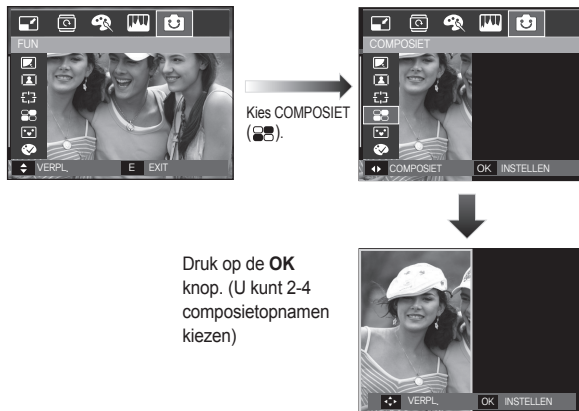 FUN
VERPL,
E EXIT
Kies COMPOSIET
( ).
COMPOSIET
COMPOSIET
OK INSTELLEN
Druk op de OK
knop. (U kunt 2-4
composietopnamen
kiezen)
VERPL,
OK INSTELLEN